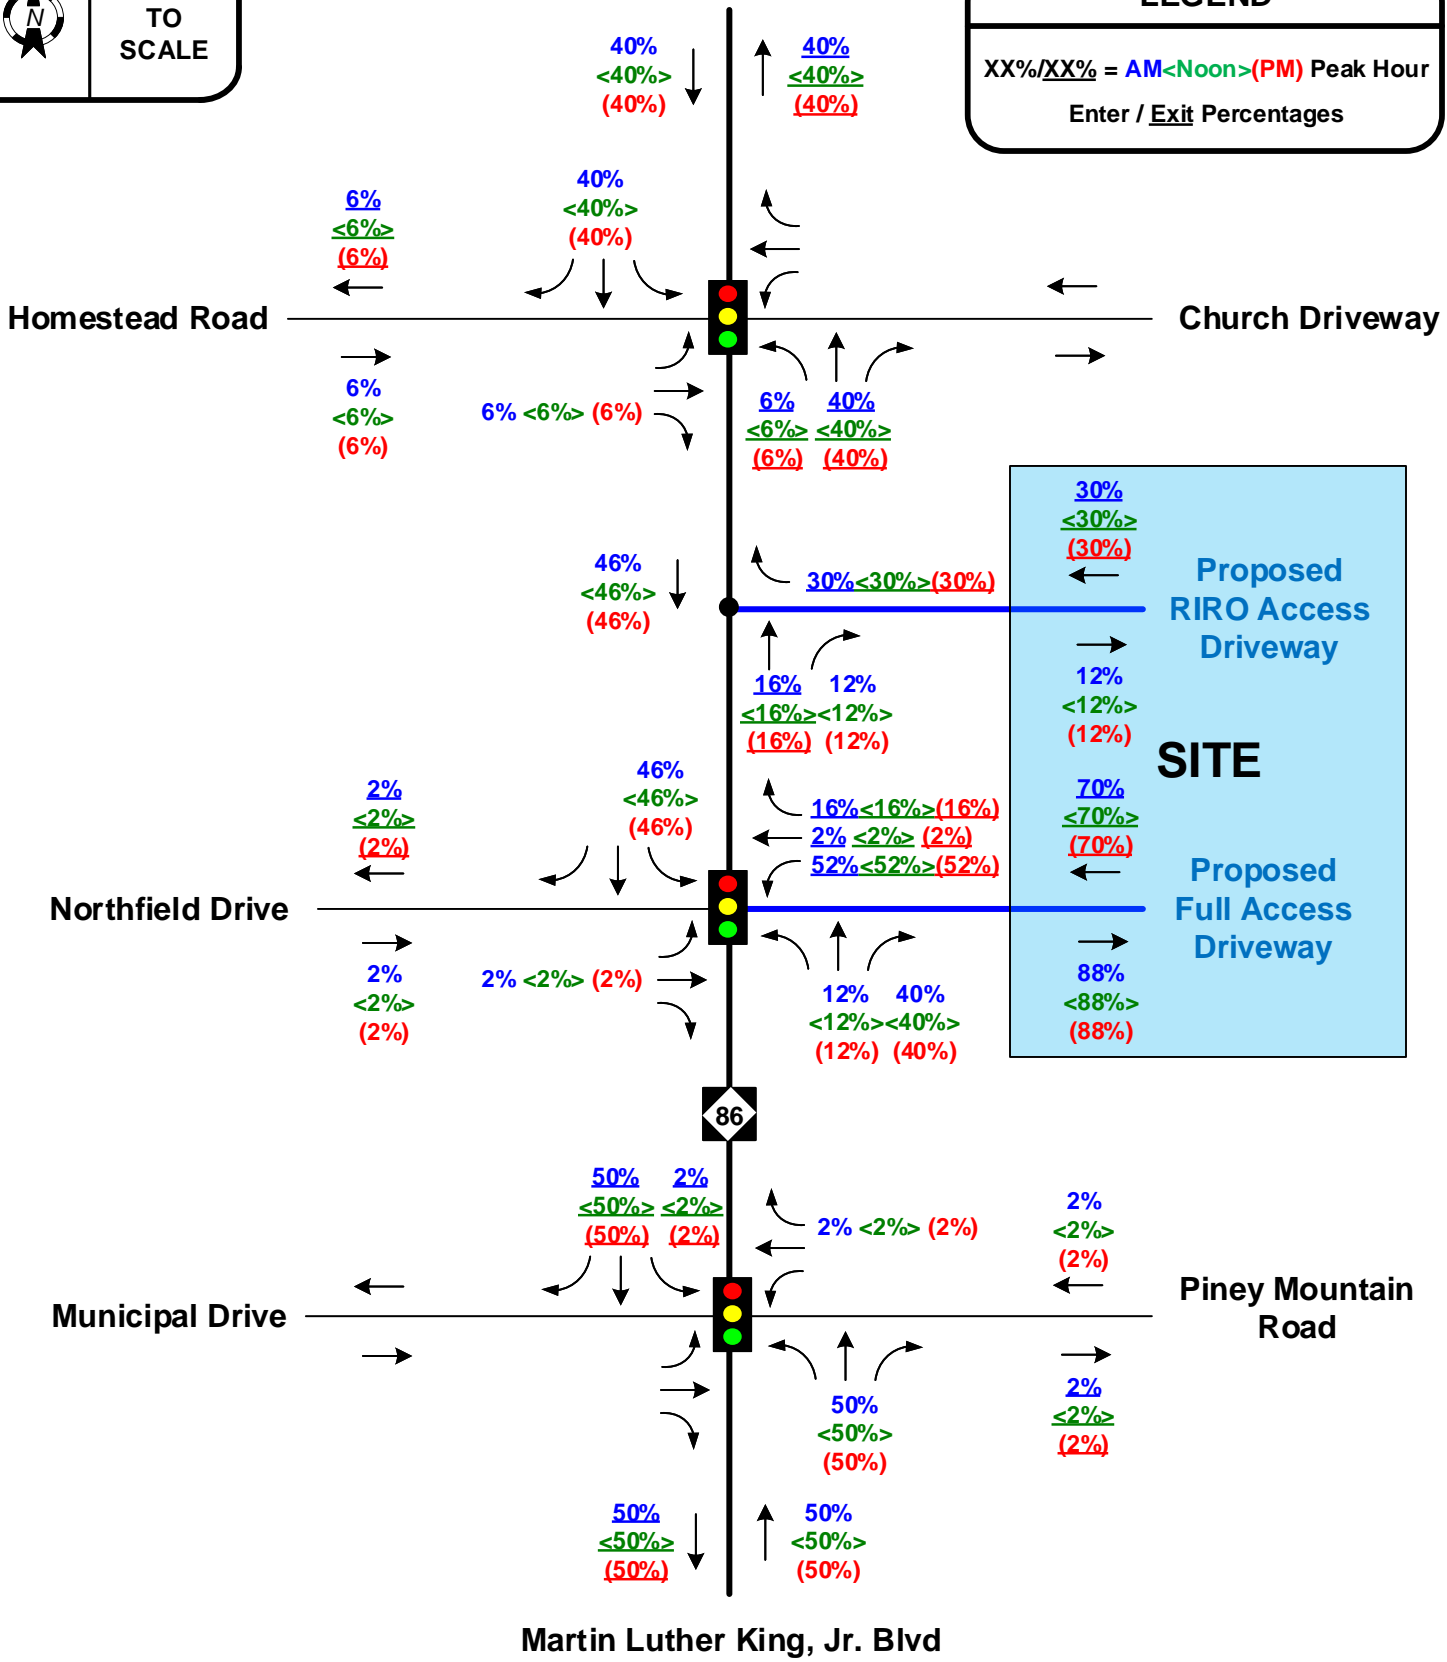 N
TO
SCALE
LEGEND
XX%/XX% = AM<Noon>(PM) Peak Hour
Enter / Exit Percentages
40%
<40%>
(40%)
40%
<40%>
(40%)
6%
<6%>
(6%)
40%
<40%>
(40%)
Homestead Road
Church Driveway
6%
<6%>
(6%)
6% <6%> (6%)
6% 40%
<6%> <40%>
(6%) (40%)
30%
<30%>
(30%)
46%
<46%>
(46%)
30%<30%>(30%)
Proposed
RIRO Access
Driveway
16% 12%
<16%><12%>
(16%) (12%)
12%
<12%>
(12%)
SITE
2%
<2%>
(2%)
46%
<46%>
(46%)
16%<16%>(16%)
2% <2%> (2%)
52%<52%>(52%)
70%
<70%>
(70%)
Northfield Drive
Proposed
Full Access
Driveway
2%
<2%>
(2%)
2% <2%> (2%)
12% 40%
<12%><40%>
(12%) (40%)
88%
<88%>
(88%)
86
50% 2%
<50%> <2%>
(50%) (2%)
2% <2%> (2%)
2%
<2%>
(2%)
Municipal Drive
Piney Mountain
Road
50%
<50%>
(50%)
2%
<2%>
(2%)
50%
<50%>
(50%)
50%
<50%>
(50%)
Martin Luther King, Jr. Blvd